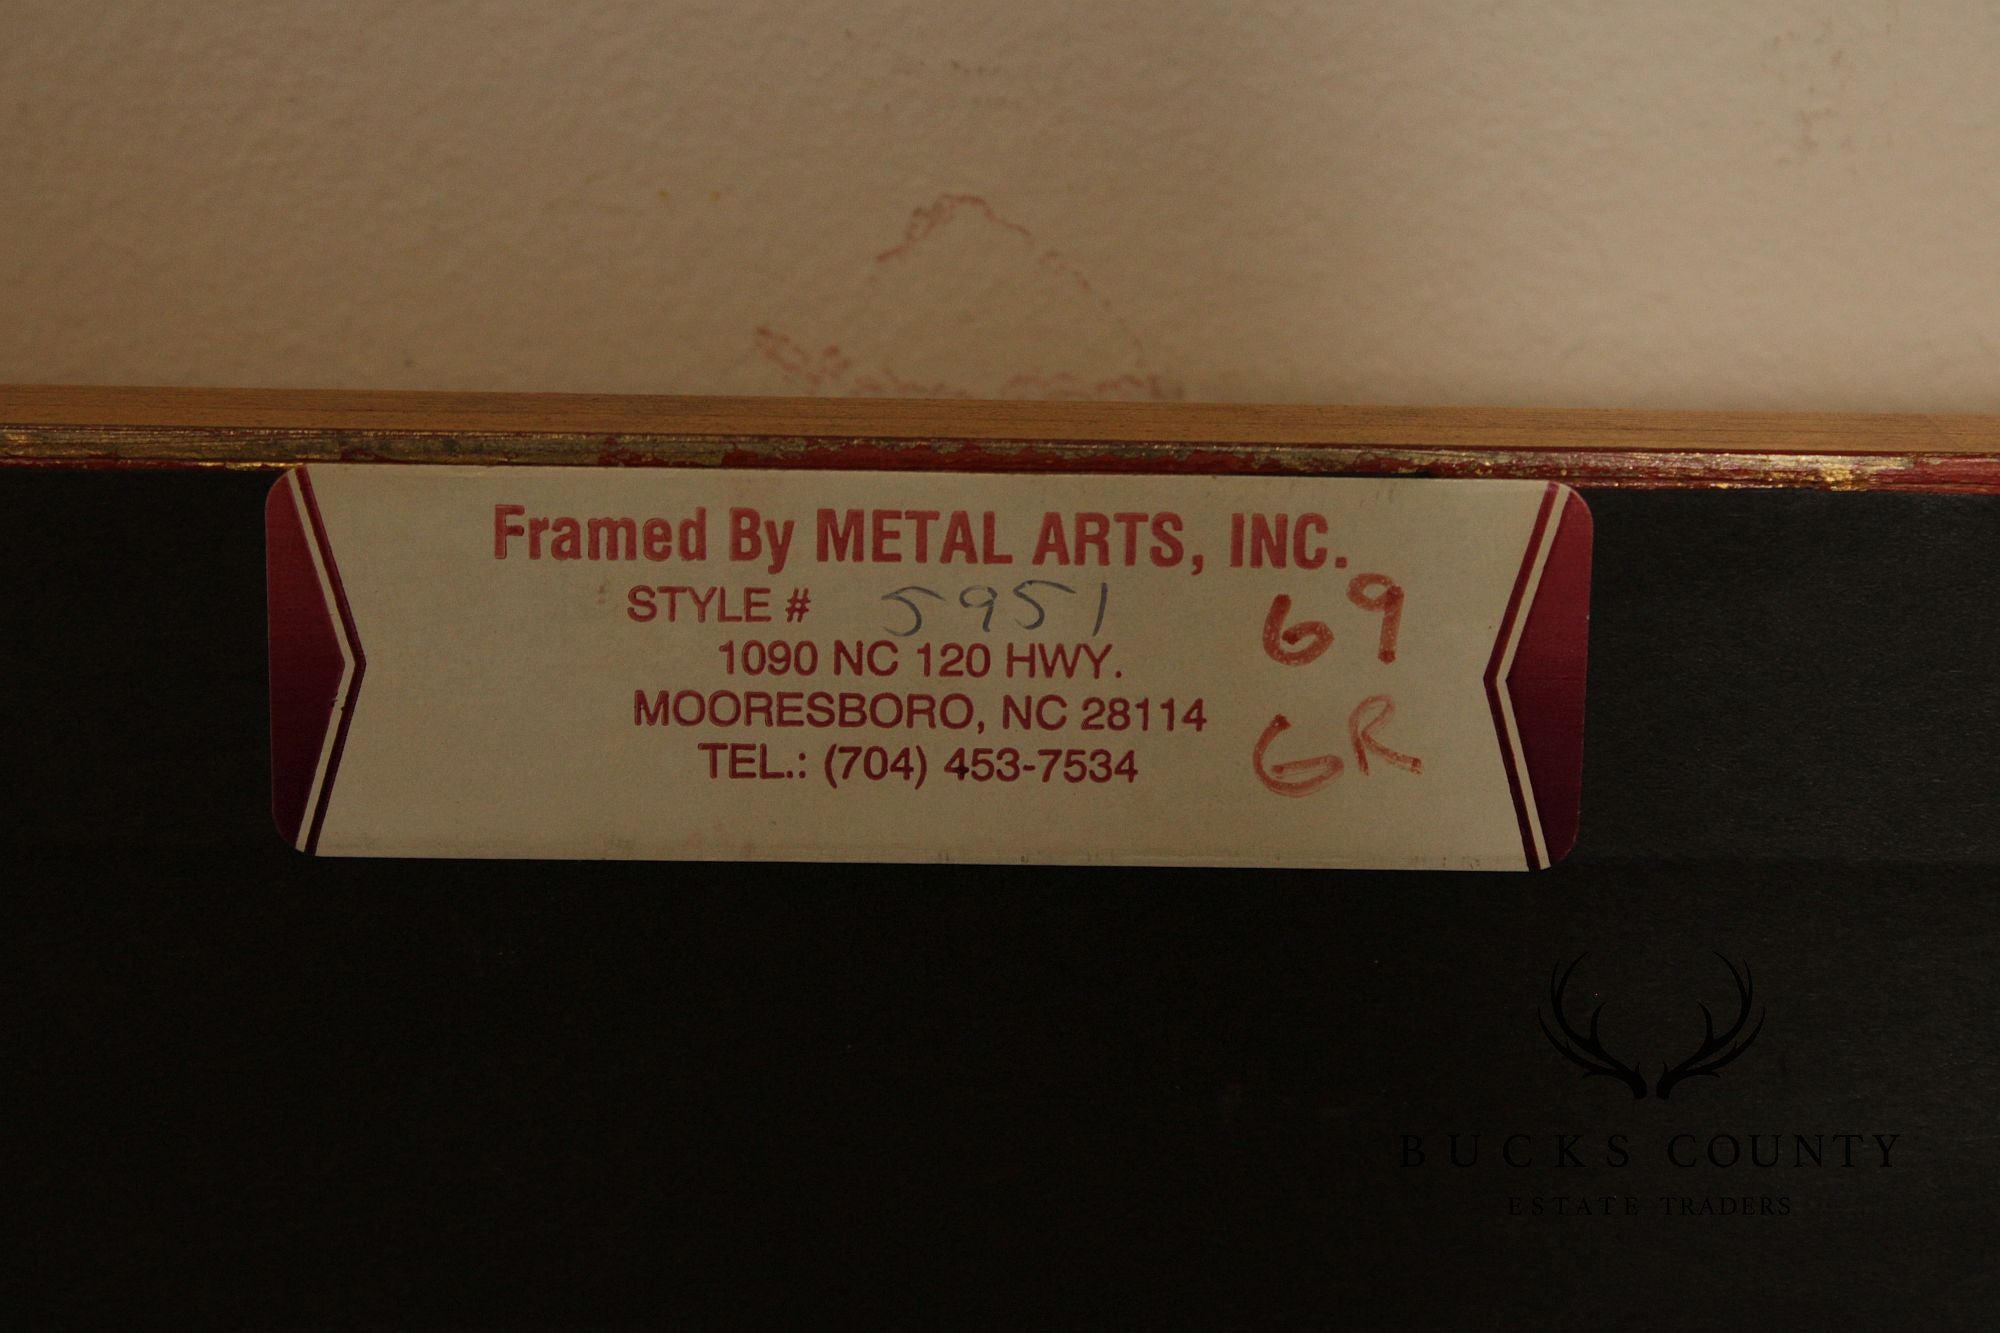 Framed By METAL ARTS, INC.
STYLE # 5951
69
1090 NC 120 HWY.
MOORESBORO, NC 28114
GR
TEL.: (704) 453-7534
BUCKS COUNTY
ESTATE TRADERS